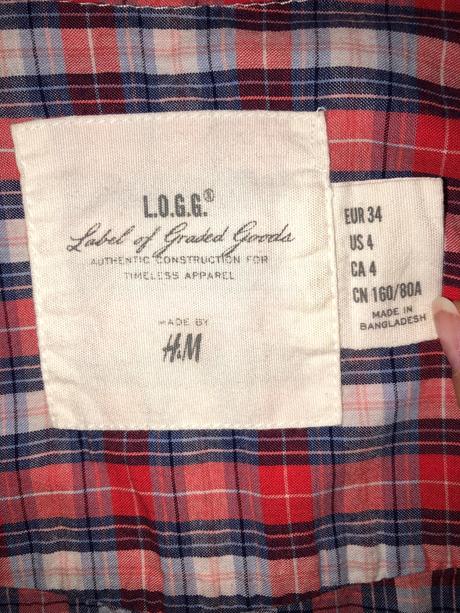 L.O.G.G.®
Label of Graded Goods
AUTHENTIC CONSTRUCTION FOR
TIMELESS APPAREL
MADE BY
H&M
EUR 34
US 4
CA 4
CN 160/80A
MADE IN
BANGLADESH